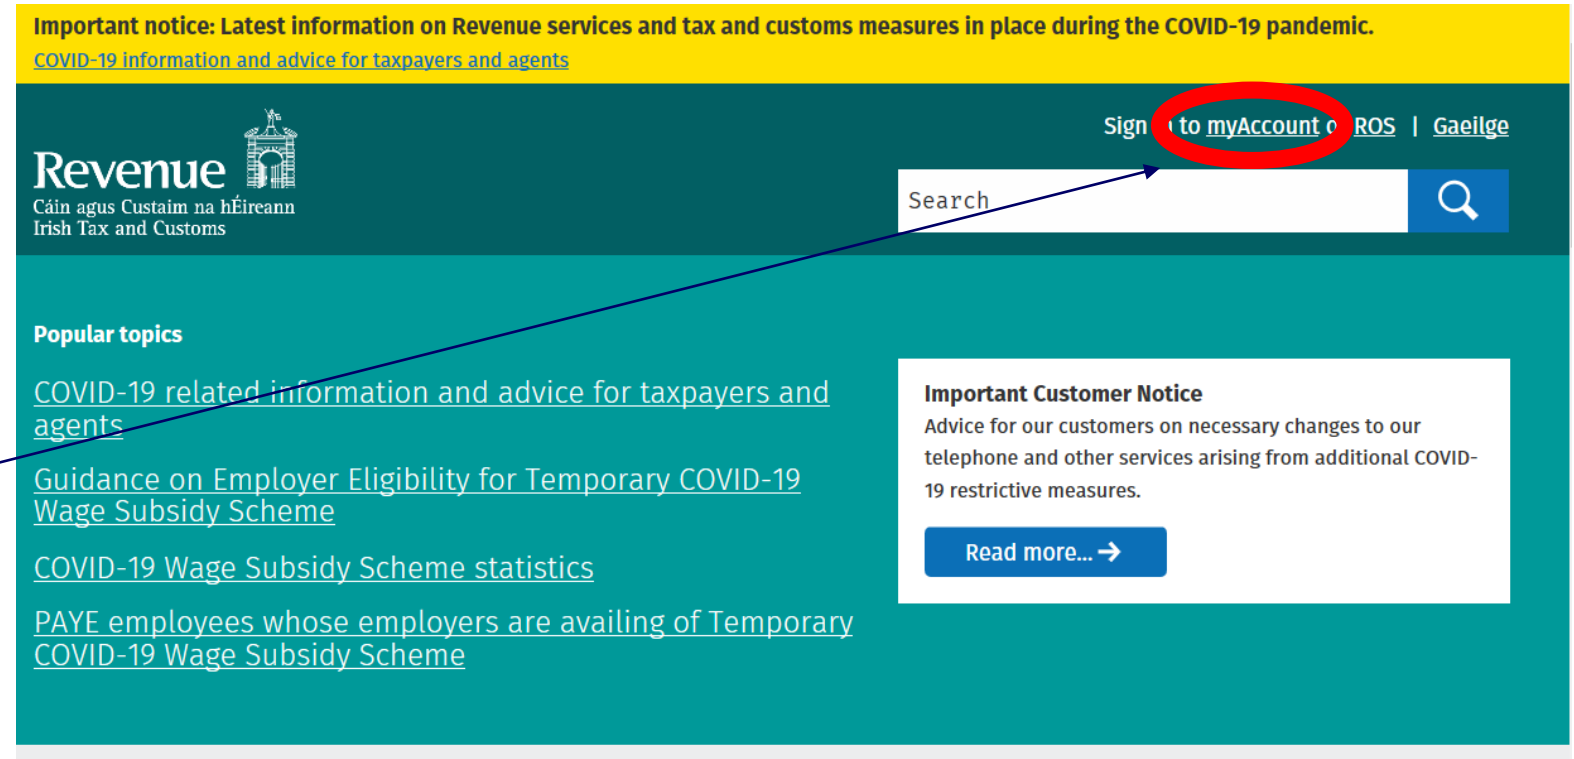 Important notice: Latest information on Revenue services and tax and customs measures in place during the COVID-19 pandemic.
COVID-19 information and advice for taxpayers and agents
Revenue
Cáin agus Custaim na hÉireann
Irish Tax and Customs
Sign to myAccount ROS | Gaeilge
Search
Popular topics
COVID-19 related information and advice for taxpayers and
agents
Guidance on Employer Eligibility for Temporary COVID-19
Wage Subsidy Scheme
COVID-19 Wage Subsidy Scheme statistics
PAYE employees whose employers are availing of Temporary
COVID-19 Wage Subsidy Scheme
Important Customer Notice
Advice for our customers on necessary changes to our
telephone and other services arising from additional COVID-
19 restrictive measures.
Read more...